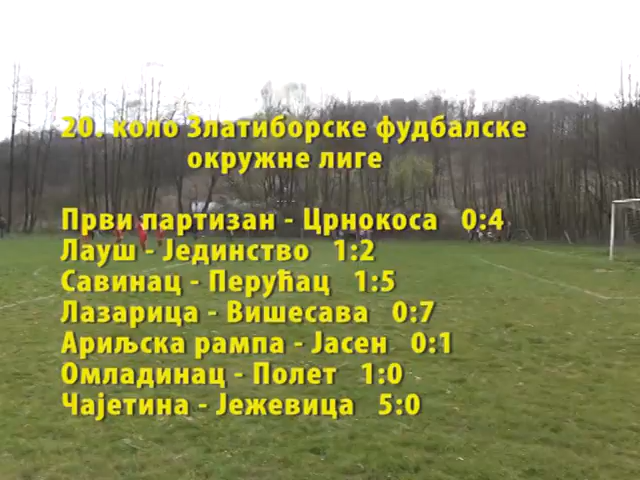 20. коло Златиборске фудбалске
окружне лиге
Први партизан - Црнокоса 0:4
Лауш - Јединство 1:2
Савинац - Перућац 1:5
Лазарица - Вишесава 0:7
Ариљска рампа - Јасен 0:1
Омладинац - Полет 1:0
Чајетина - Јежевица 5:0